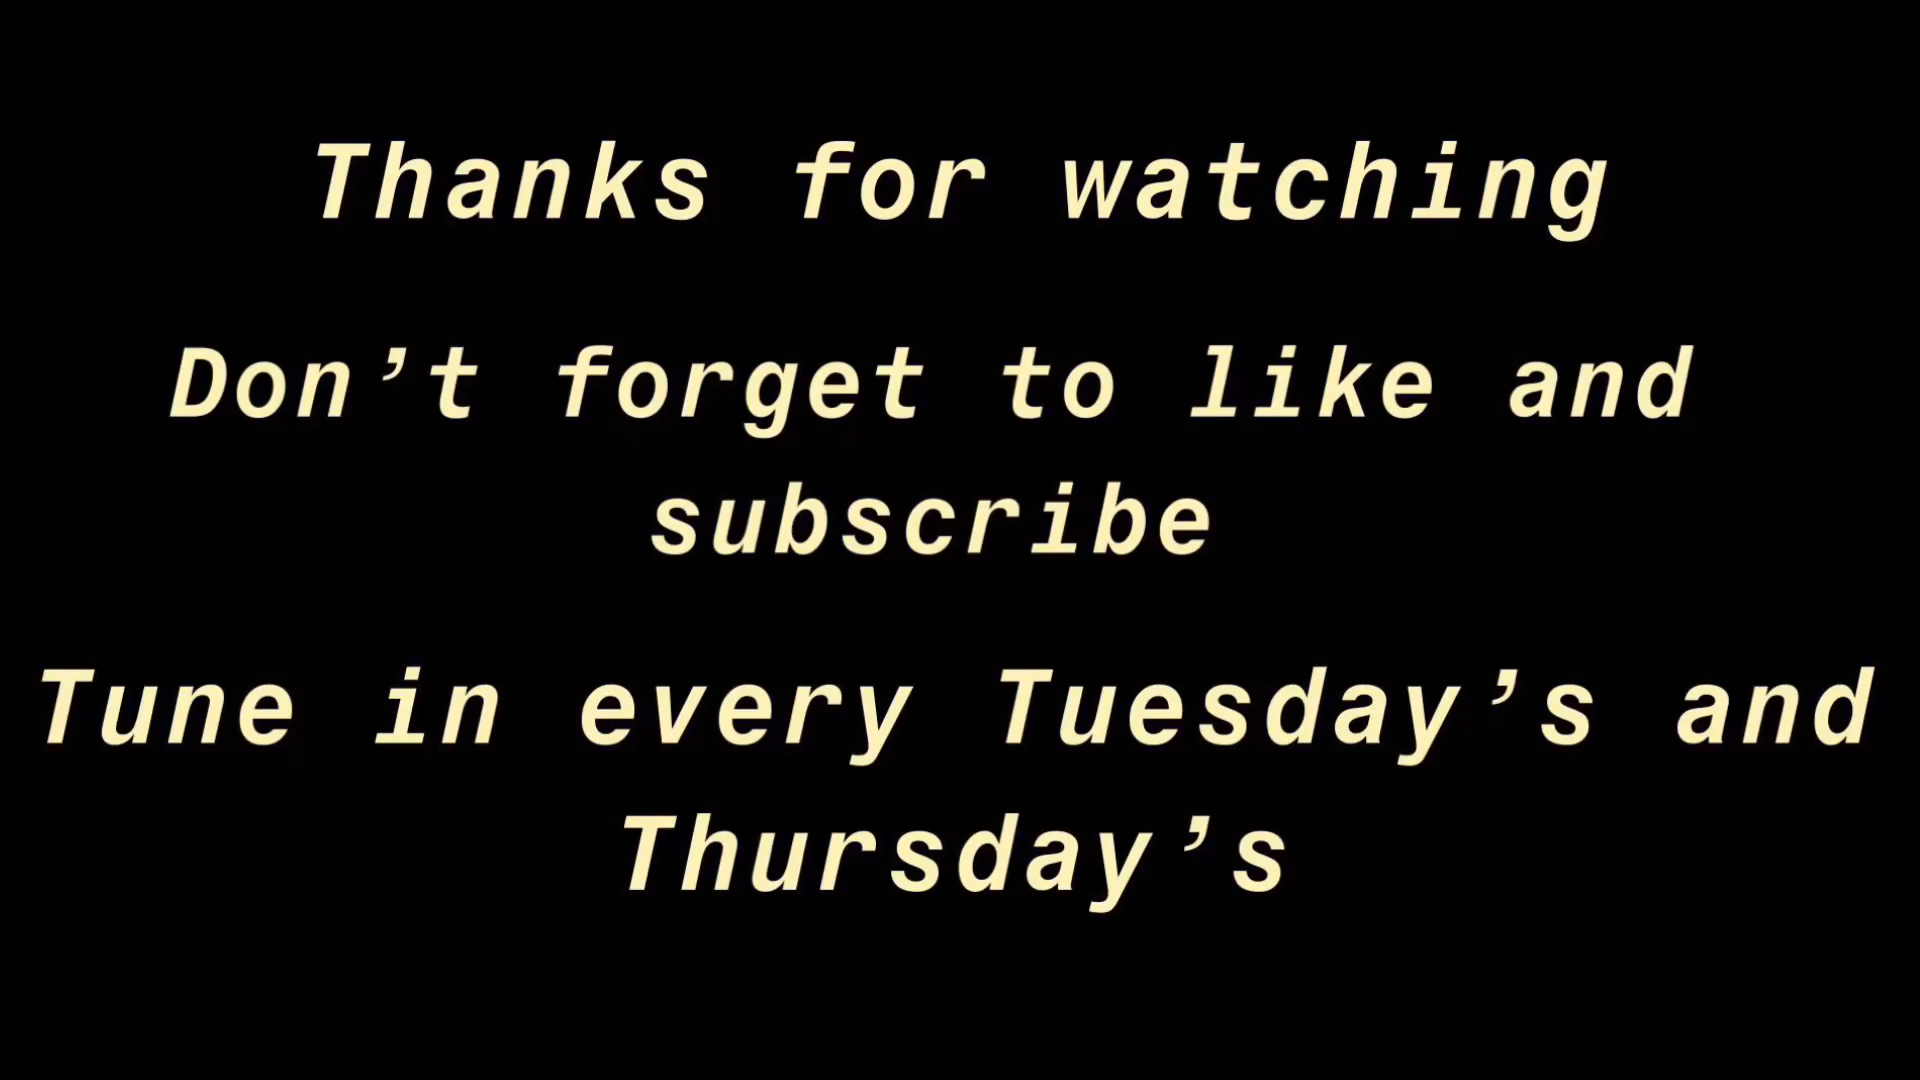 Thanks for watching
Don’t forget to like and
subscribe
Tune in every Tuesday’s and
Thursday’s